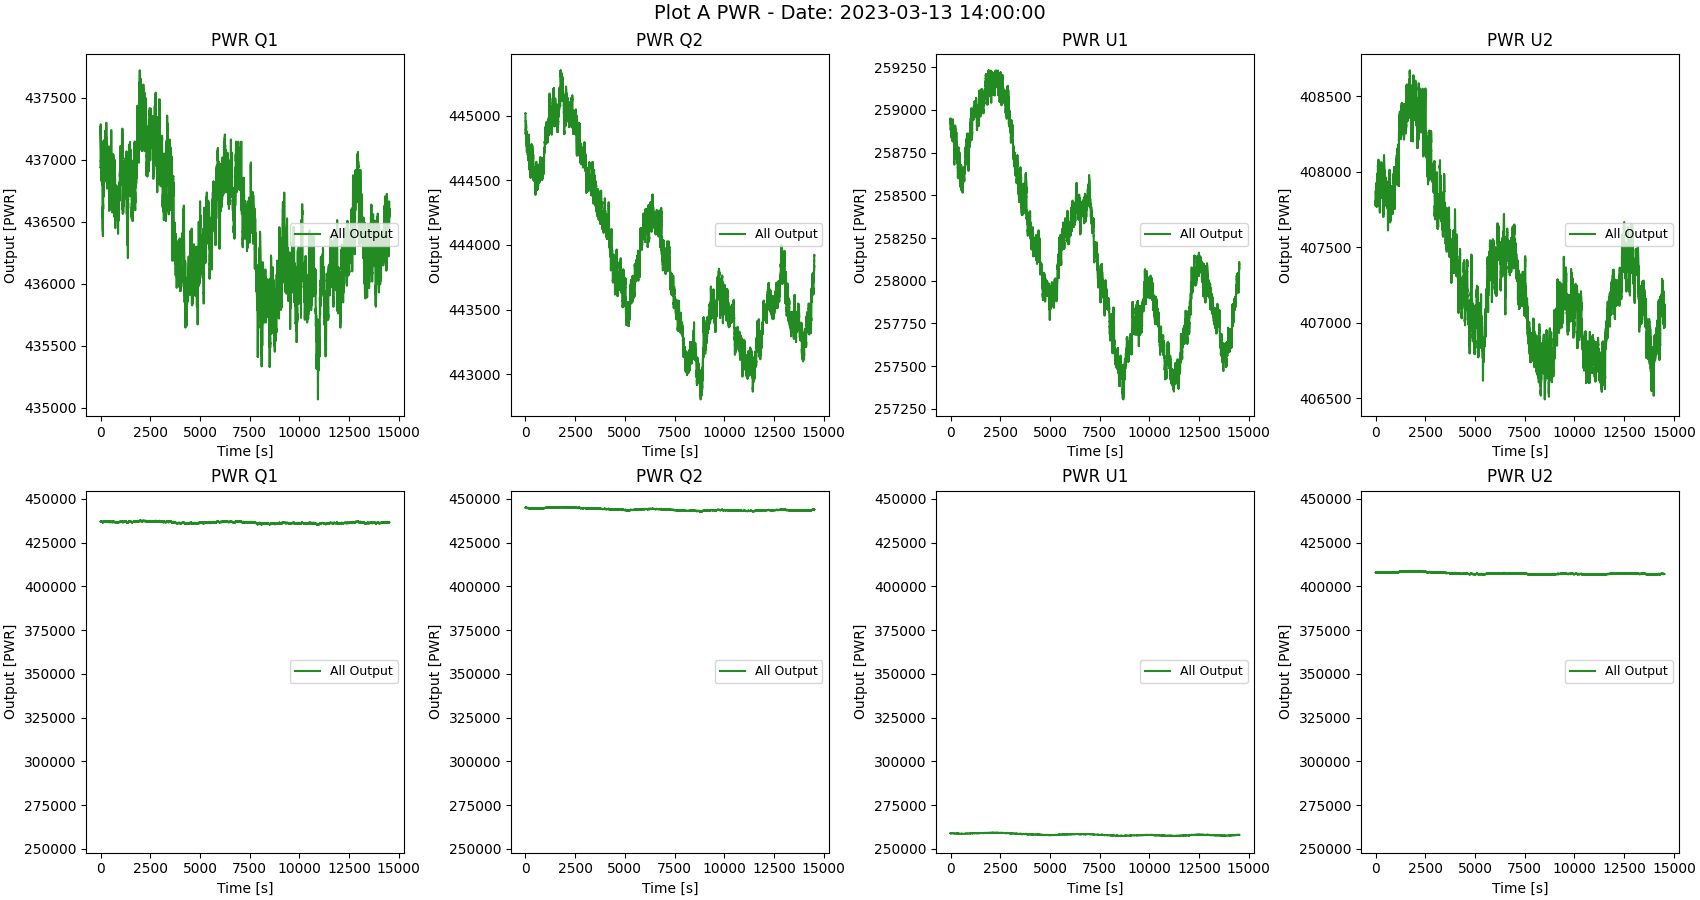 Plot A PWR - Date: 2023-03-13 14:00:00
PWR Q1
437500
437000
436500
436000
435500
435000
Output [PWR]
All Output
0 2500 5000 7500 10000 12500 15000
Time [s]
PWR Q2
445000
444500
444000
443500
443000
Output [PWR]
All Output
0 2500 5000 7500 10000 12500 15000
Time [s]
PWR U1
259250
259000
258750
258500
258250
258000
257750
257500
257250
Output [PWR]
All Output
0 2500 5000 7500 10000 12500 15000
Time [s]
PWR U2
408500
408000
407500
407000
406500
Output [PWR]
All Output
0 2500 5000 7500 10000 12500 15000
Time [s]
PWR Q1
450000
425000
400000
375000
350000
325000
300000
275000
250000
Output [PWR]
All Output
0 2500 5000 7500 10000 12500 15000
Time [s]
PWR Q2
450000
425000
400000
375000
350000
325000
300000
275000
250000
Output [PWR]
All Output
0 2500 5000 7500 10000 12500 15000
Time [s]
PWR U1
450000
425000
400000
375000
350000
325000
300000
275000
250000
Output [PWR]
All Output
0 2500 5000 7500 10000 12500 15000
Time [s]
PWR U2
450000
425000
400000
375000
350000
325000
300000
275000
250000
Output [PWR]
All Output
0 2500 5000 7500 10000 12500 15000
Time [s]